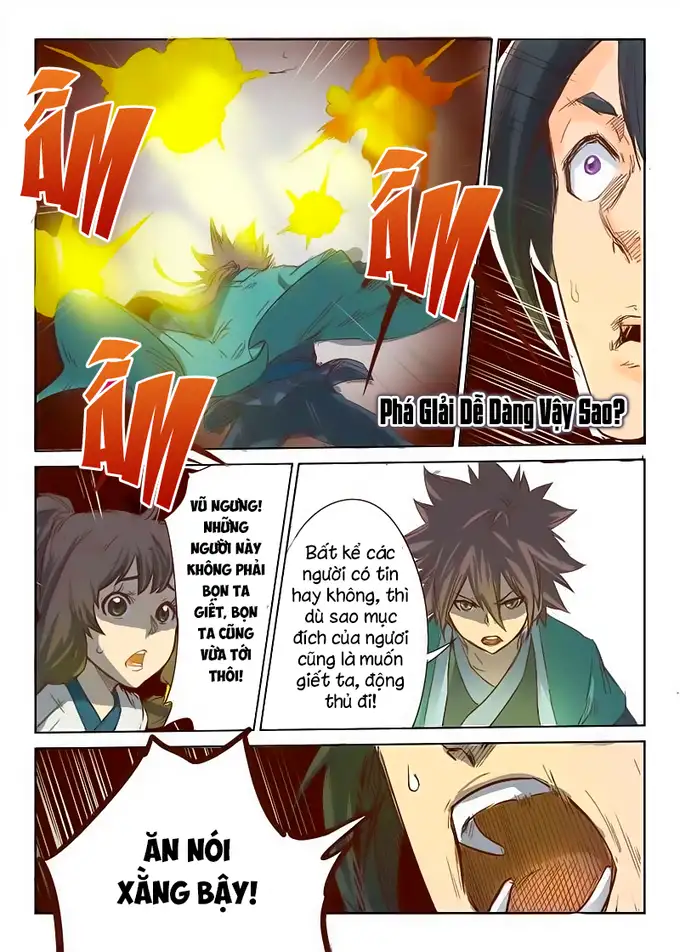 ẦM
ẦM
ẦM
Phá Giải Dễ Dàng Vậy Sao?
VŨ NGƯNG!
NHỮNG
NGƯỜI NÀY
KHÔNG PHẢI
BỌN TA
GIẾT, BỌN
TA CŨNG
VỪA TỚI
THÔI!
Bất kể các
người có tin
hay không, thì
dù sao mục
đích của ngươi
cũng là muốn
giết ta, động
thủ đi!
ĂN NÓI
XẰNG BẬY!